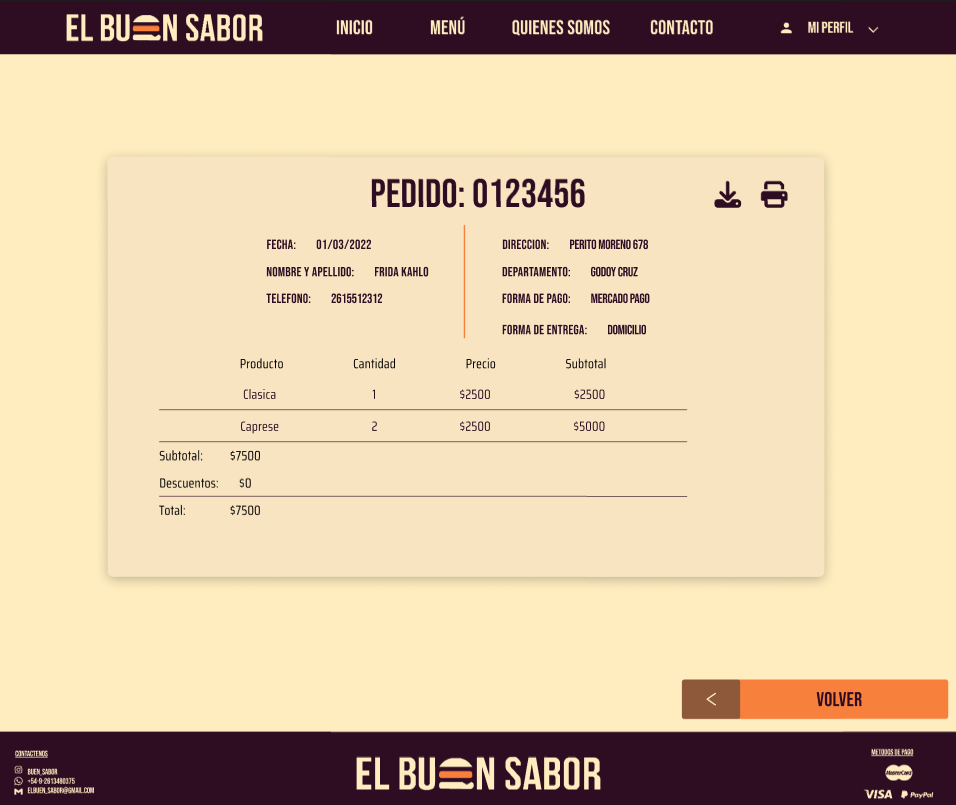 EL BUEN SABOR INICIO MENÚ QUIENES SOMOS CONTACTO MI PERFIL
PEDIDO: 0123456
FECHA: 01/03/2022
NOMBRE Y APELLIDO: FRIDA KAHLO
TELEFONO: 2615512312
DIRECCION: PERITO MORENO 678
DEPARTAMENTO: GODOY CRUZ
FORMA DE PAGO: MERCADO PAGO
FORMA DE ENTREGA: DOMICILIO
Producto Cantidad Precio Subtotal
Clasica 1 $2500 $2500
Caprese 2 $2500 $5000
Subtotal: $7500
Descuentos: $0
Total: $7500
< VOLVER
CONTACTENOS
BUEN_SABOR
+54-9-2613480375
ELBUEN_SABOR@GMAIL.COM
EL BUEN SABOR
METODOS DE PAGO
MasterCard
VISA PayPal